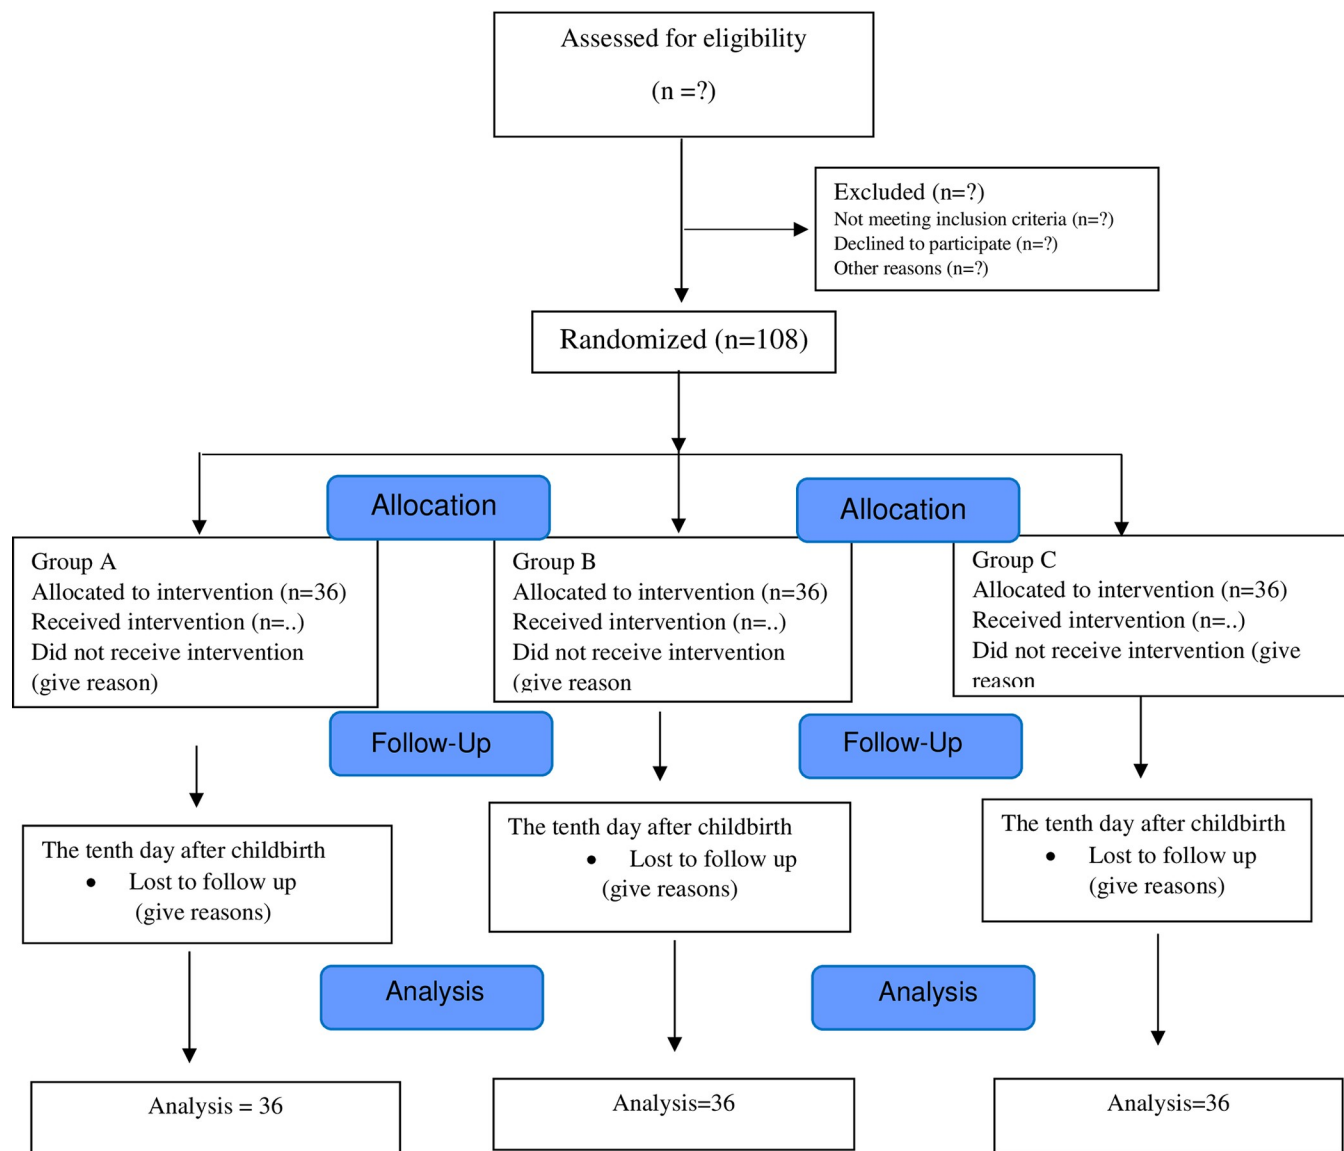 Assessed for eligibility
(n =?)
Excluded (n=?)
Not meeting inclusion criteria (n=?)
Declined to participate (n=?)
Other reasons (n=?)
Randomized (n=108)
Allocation
Allocation
Group A
Allocated to intervention (n=36)
Received intervention (n=..)
Did not receive intervention
(give reason)
Group B
Allocated to intervention (n=36)
Received intervention (n=..)
Did not receive intervention
(give reason
Group C
Allocated to intervention (n=36)
Received intervention (n=..)
Did not receive intervention (give
reason
Follow-Up
Follow-Up
The tenth day after childbirth
• Lost to follow up
(give reasons)
The tenth day after childbirth
• Lost to follow up
(give reasons)
The tenth day after childbirth
• Lost to follow up
(give reasons)
Analysis
Analysis
Analysis = 36
Analysis=36
Analysis=36